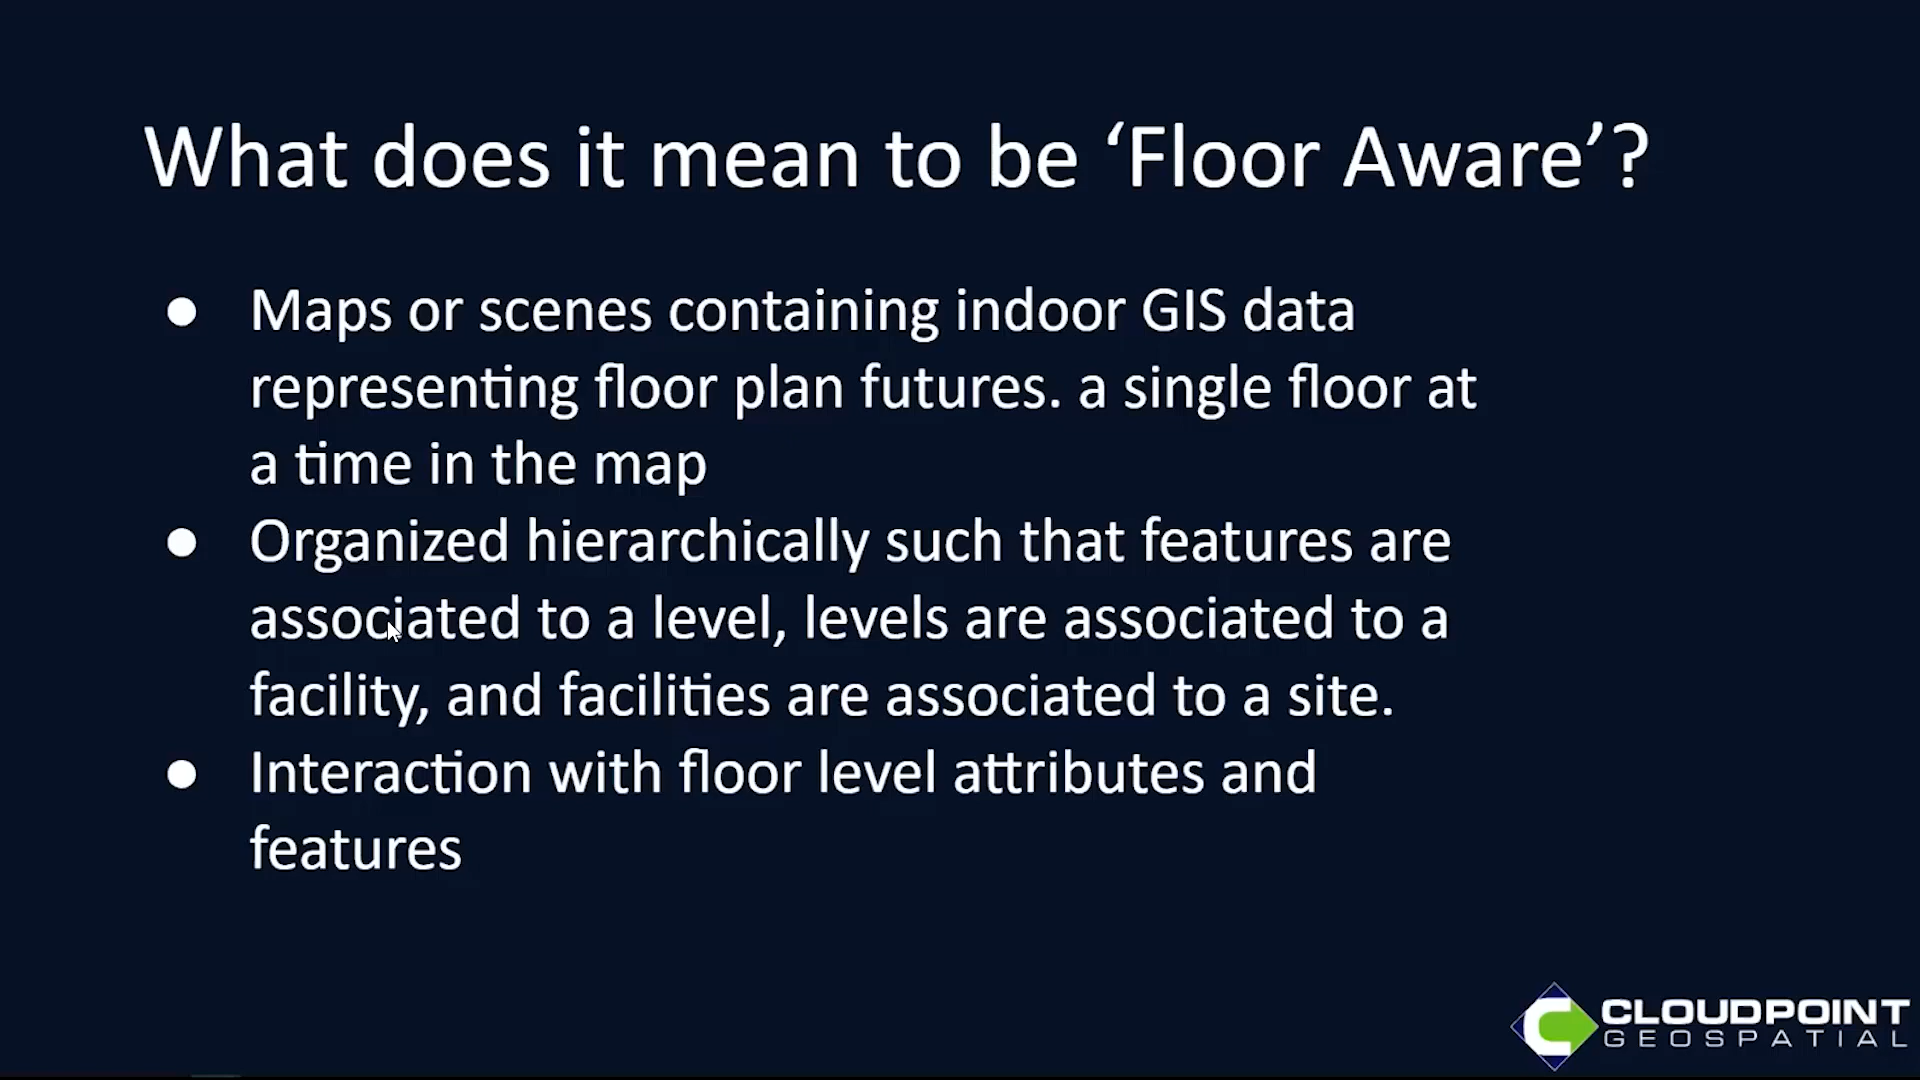 What does it mean to be ‘Floor Aware’?
● Maps or scenes containing indoor GIS data
representing floor plan futures. a single floor at
a time in the map
● Organized hierarchically such that features are
associated to a level, levels are associated to a
facility, and facilities are associated to a site.
● Interaction with floor level attributes and
features
CLOUDPOINT
GEOSPATIAL